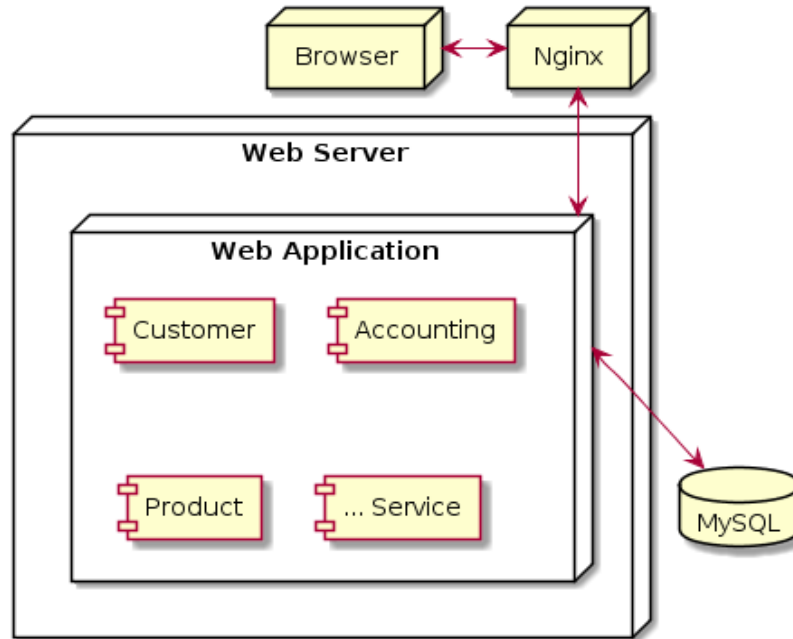 Browser
Nginx
Web Server
Web Application
Customer
Accounting
Product
... Service
MySQL